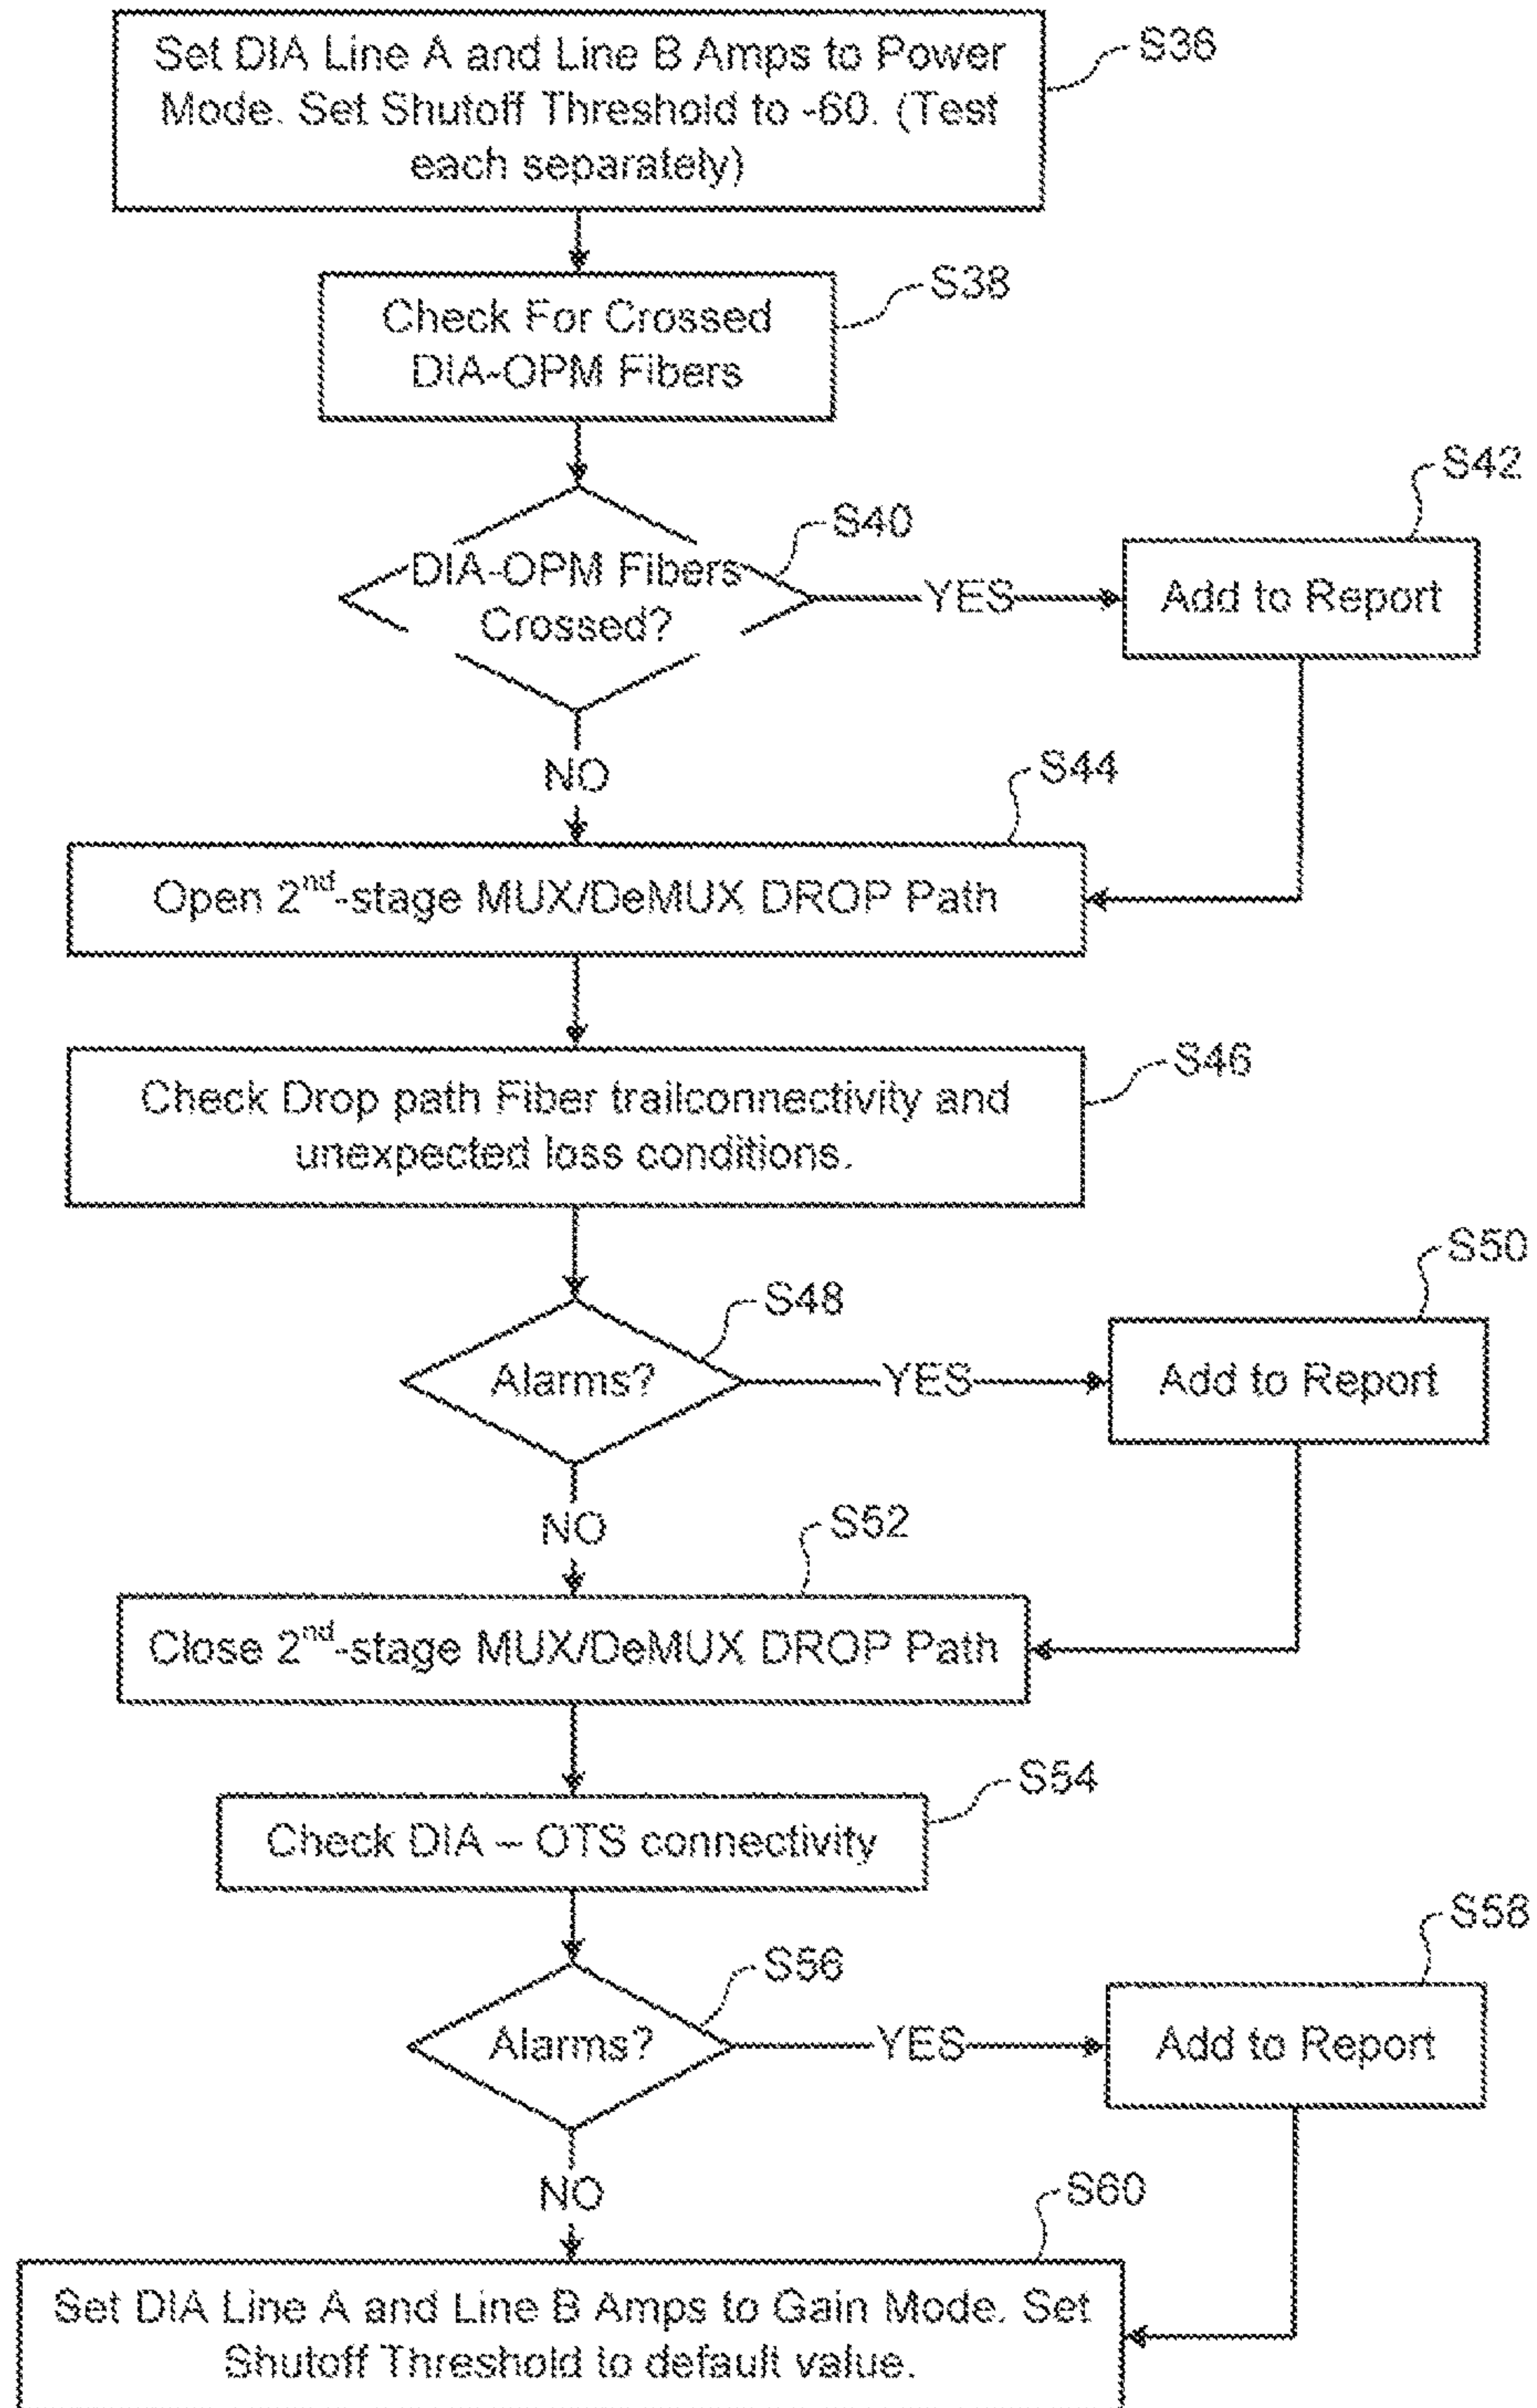 Set DIA Line A and Line B Amps to Power
Mode. Set Shutoff Threshold to -60. (Test
each separately)
S36
Check For Crossed
DIA-OPM Fibers
S38
DIA-OPM Fibers
Crossed?
S40
YES
Add to Report
S42
NO
S44
Open 2nd-stage MUX/DeMUX DROP Path
Check Drop path Fiber trailconnectivity and
unexpected loss conditions.
S46
Alarms?
S48
YES
Add to Report
S50
NO
S52
Close 2nd-stage MUX/DeMUX DROP Path
Check DIA – OTS connectivity
S54
Alarms?
S56
YES
Add to Report
S58
NO
S60
Set DIA Line A and Line B Amps to Gain Mode. Set
Shutoff Threshold to default value.